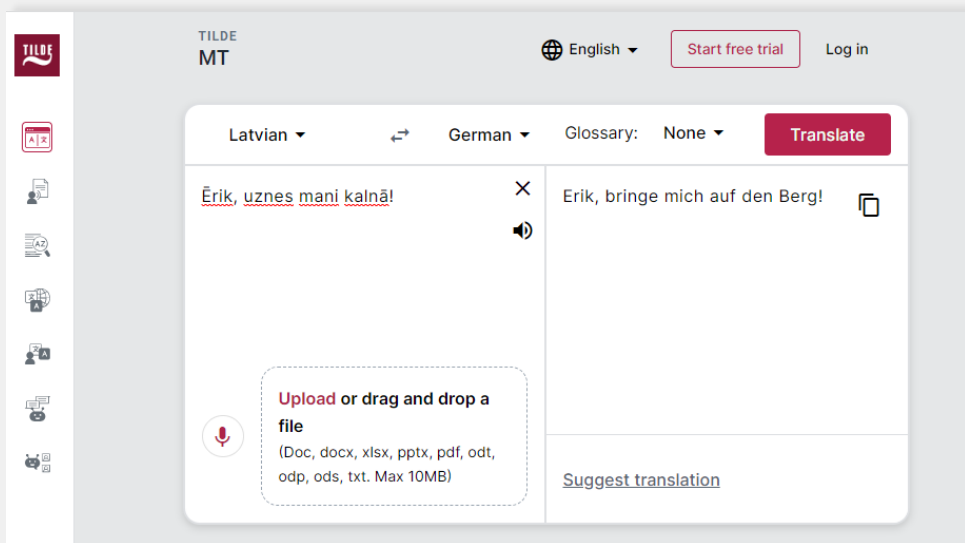 TILDE
TILDE
MT
English
Start free trial
Log in
Latvian
German
Glossary:
None
Translate
Ērik, uznes mani kalnā!
Erik, bringe mich auf den Berg!
Upload or drag and drop a
file
(Doc, docx, xlsx, pptx, pdf, odt,
odp, ods, txt. Max 10MB)
Suggest translation